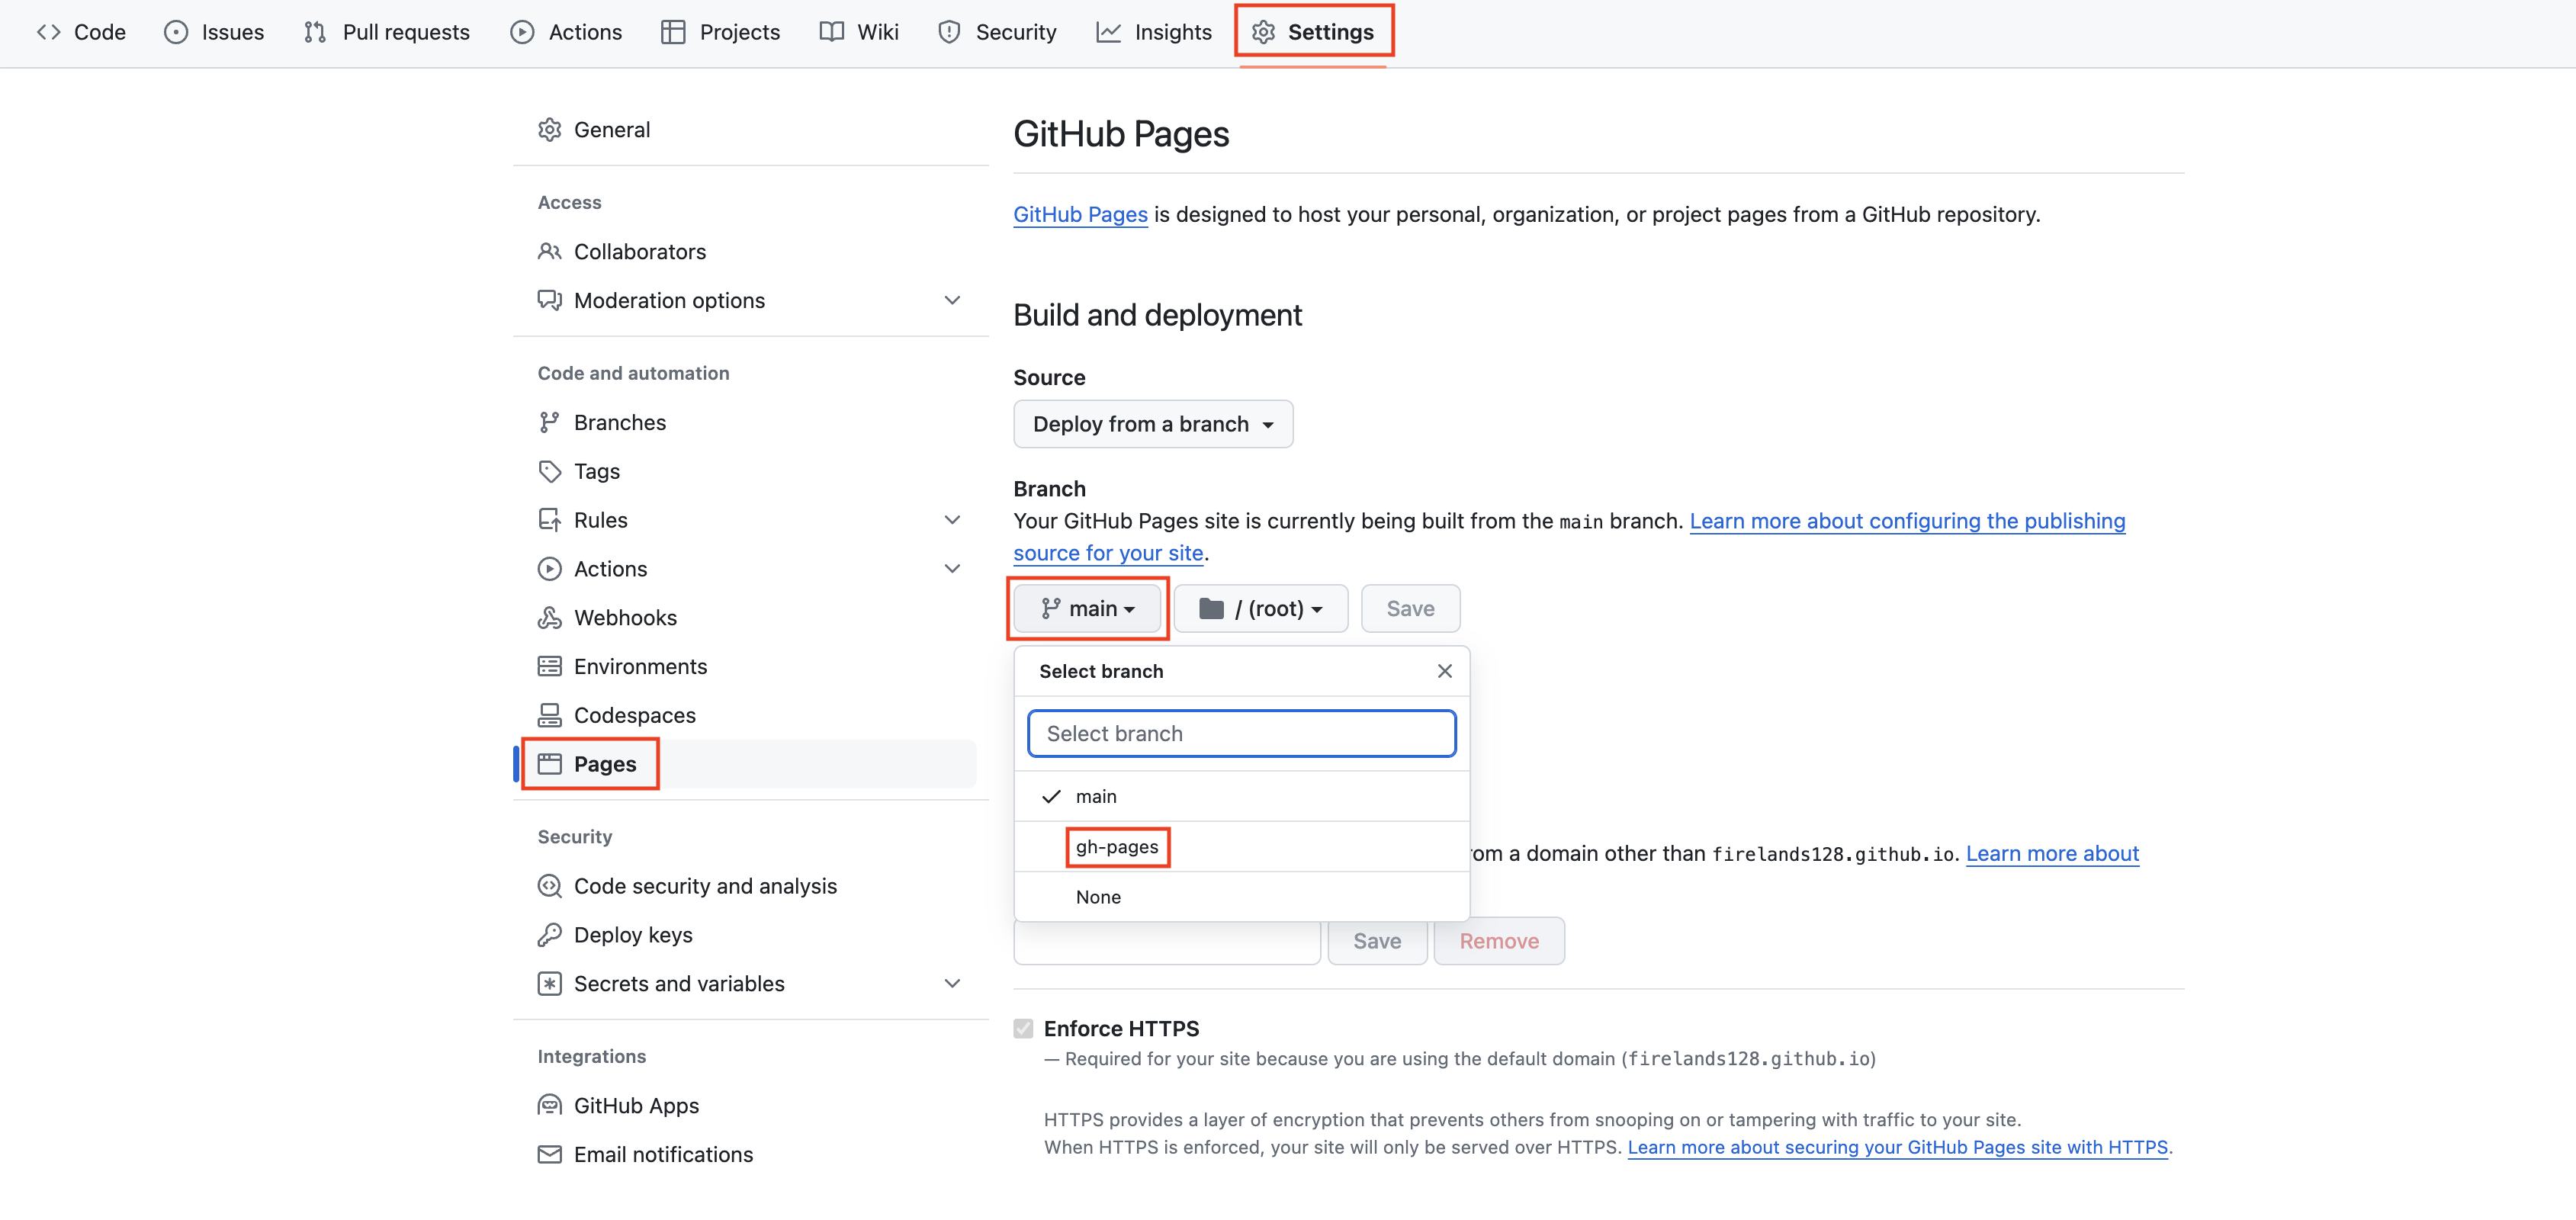 Code Issues Pull requests Actions Projects Wiki Security Insights Settings
General
Access
Collaborators
Moderation options
Code and automation
Branches
Tags
Rules
Actions
Webhooks
Environments
Codespaces
Pages
Security
Code security and analysis
Deploy keys
Secrets and variables
Integrations
GitHub Apps
Email notifications
GitHub Pages
GitHub Pages is designed to host your personal, organization, or project pages from a GitHub repository.
Build and deployment
Source
Deploy from a branch
Branch
Your GitHub Pages site is currently being built from the main branch. Learn more about configuring the publishing
source for your site.
main / (root) Save
Select branch
Select branch
main
gh-pages
None
om a domain other than firelands128.github.io. Learn more about
Save Remove
Enforce HTTPS
— Required for your site because you are using the default domain (firelands128.github.io)
HTTPS provides a layer of encryption that prevents others from snooping on or tampering with traffic to your site.
When HTTPS is enforced, your site will only be served over HTTPS. Learn more about securing your GitHub Pages site with HTTPS.